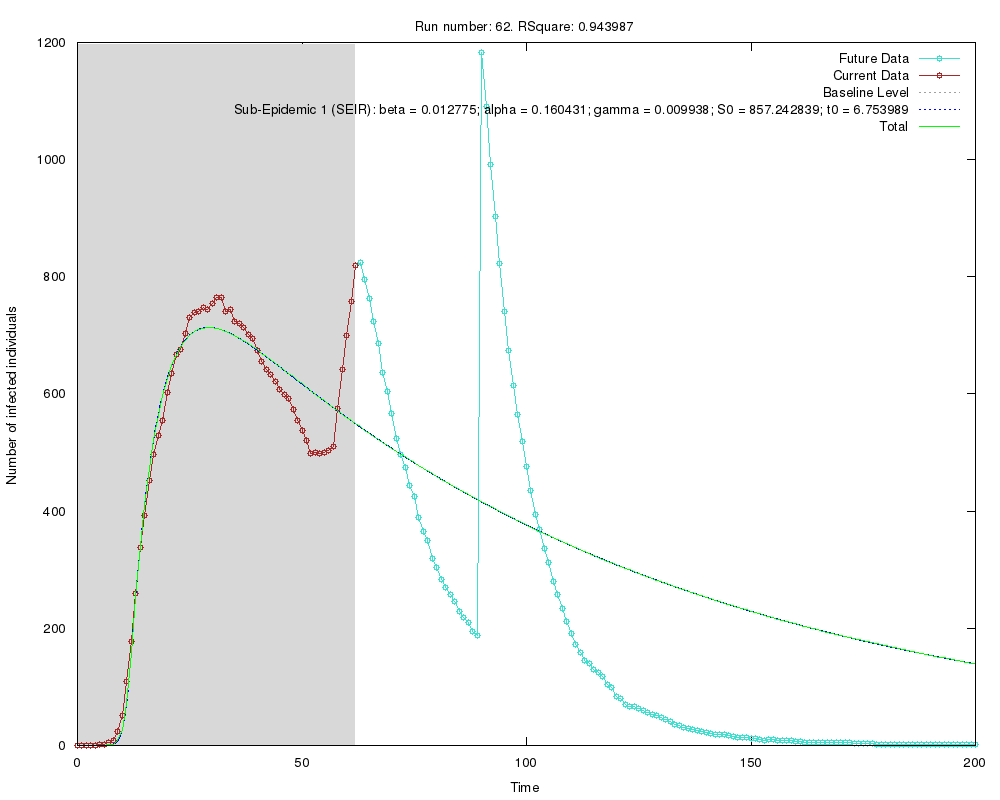 Run number: 62. RSquare: 0.943987
Future Data
Current Data
Baseline Level
Sub-Epidemic 1 (SEIR): beta = 0.012775; alpha = 0.160431; gamma = 0.009938; S0 = 857.242839; t0 = 6.753989
Total
1200
1000
800
600
400
200
0
Number of infected individuals
0 50 100 150 200
Time